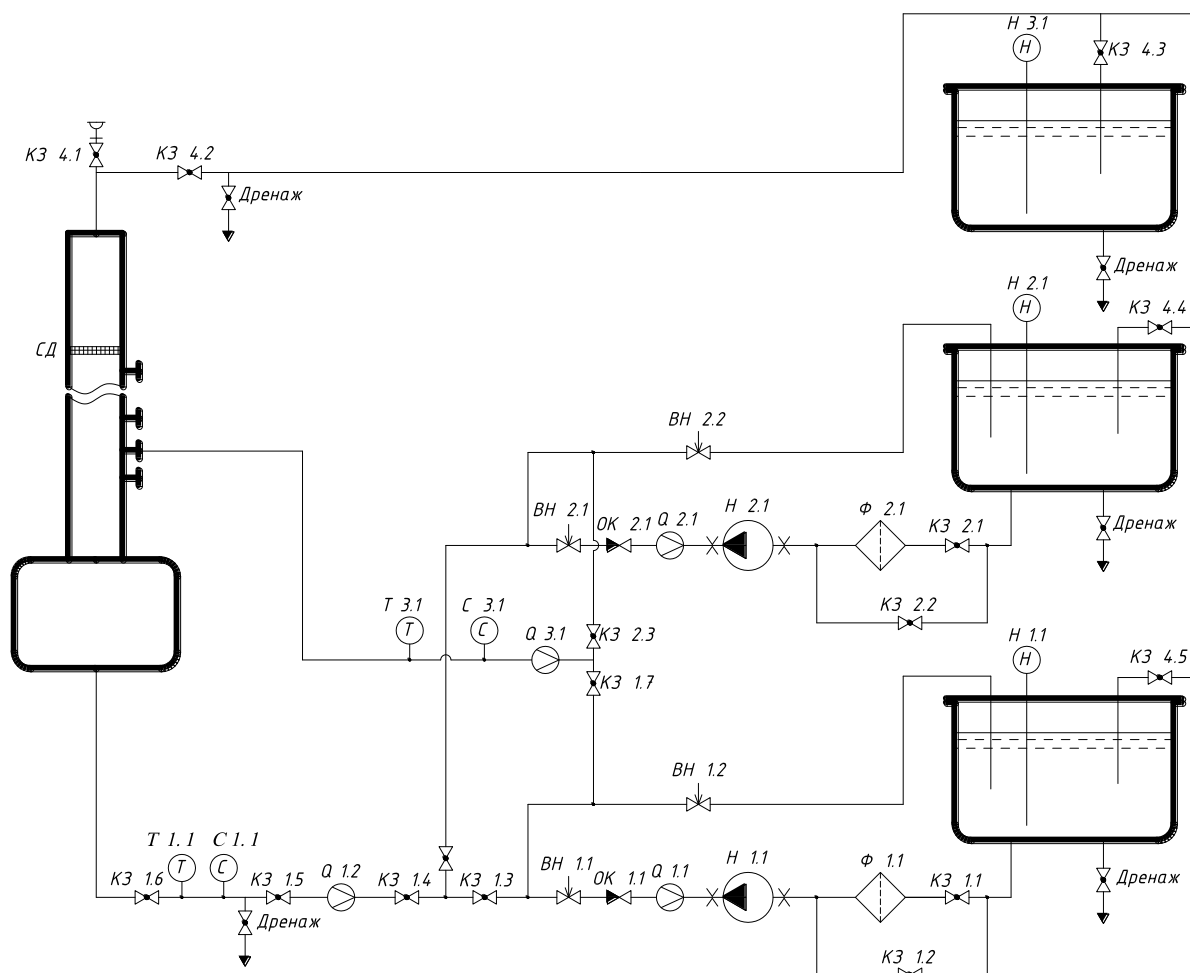 Н 3.1
Н
КЗ 4.3
КЗ 4.1
КЗ 4.2
Дренаж
Дренаж
Н 2.1
Н
КЗ 4.4
СД
ВН 2.2
ВН 2.1
ОК 2.1
Q 2.1
Н 2.1
Ф 2.1
КЗ 2.1
Дренаж
КЗ 2.2
Т 3.1
Т
С 3.1
С
Q 3.1
КЗ 2.3
КЗ 1.7
Н 1.1
Н
КЗ 4.5
ВН 1.2
Т 1.1
Т
С 1.1
С
КЗ 1.6
КЗ 1.5
Q 1.2
КЗ 1.4
КЗ 1.3
ВН 1.1
ОК 1.1
Q 1.1
Н 1.1
Ф 1.1
КЗ 1.1
Дренаж
Дренаж
КЗ 1.2